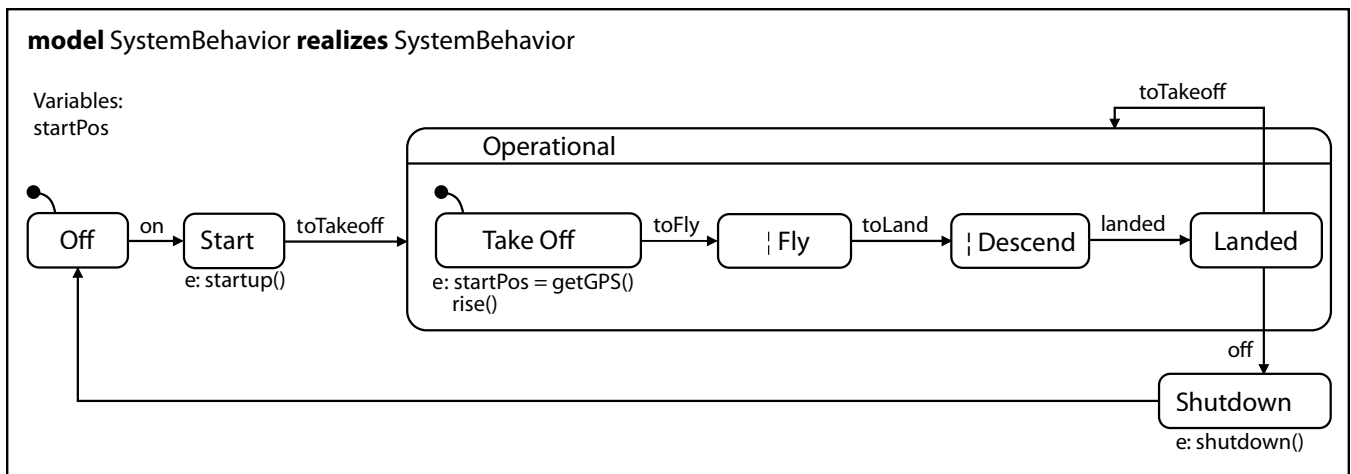 model SystemBehavior realizes SystemBehavior
Variables:
startPos
toTakeoff
Operational
Off
on
Start
toTakeoff
Take Off
toFly
¦ Fly
toLand
¦ Descend
landed
Landed
e: startup()
e: startPos = getGPS()
rise()
off
Shutdown
e: shutdown()